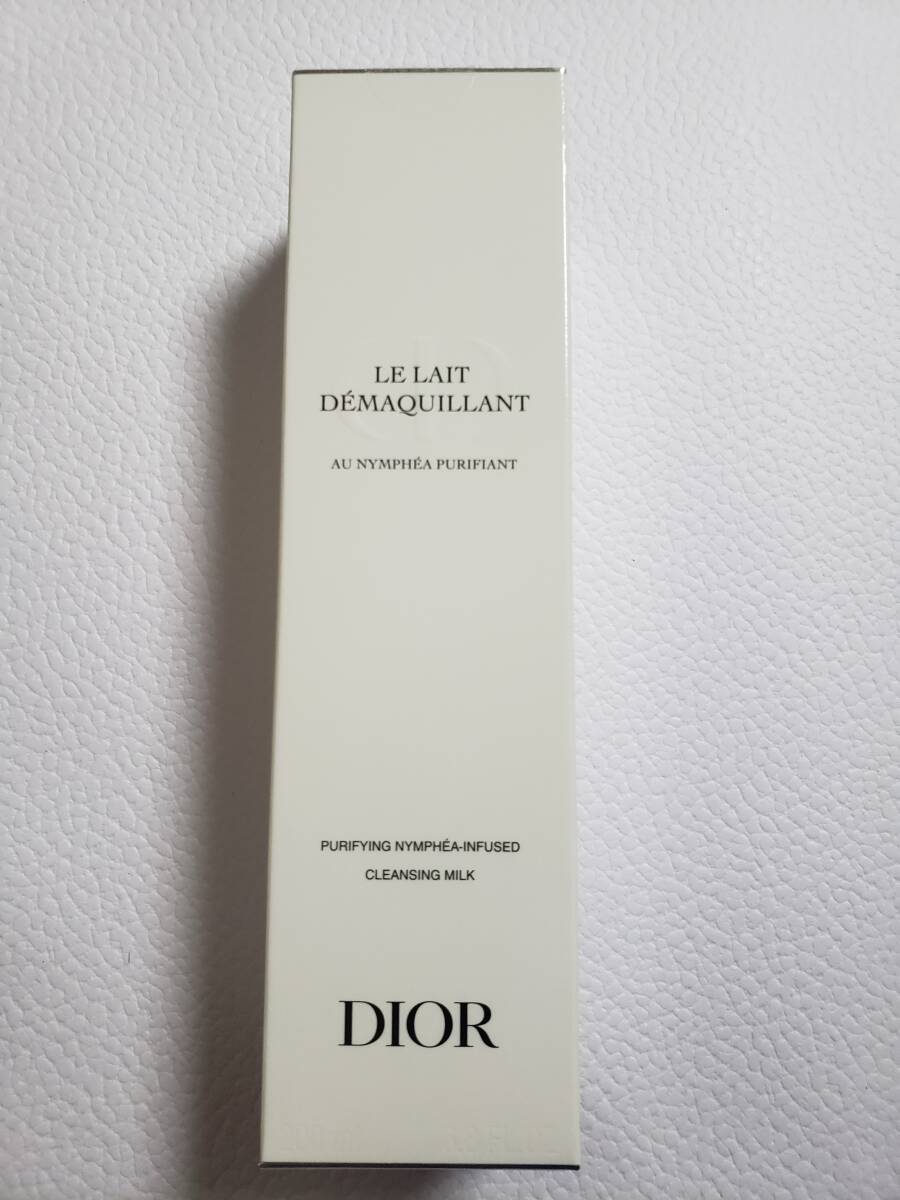 LE LAIT
DÉMAQUILLANT
AU NYMPHÉA PURIFIANT
PURIFYING NYMPHÉA-INFUSED
CLEANSING MILK
DIOR